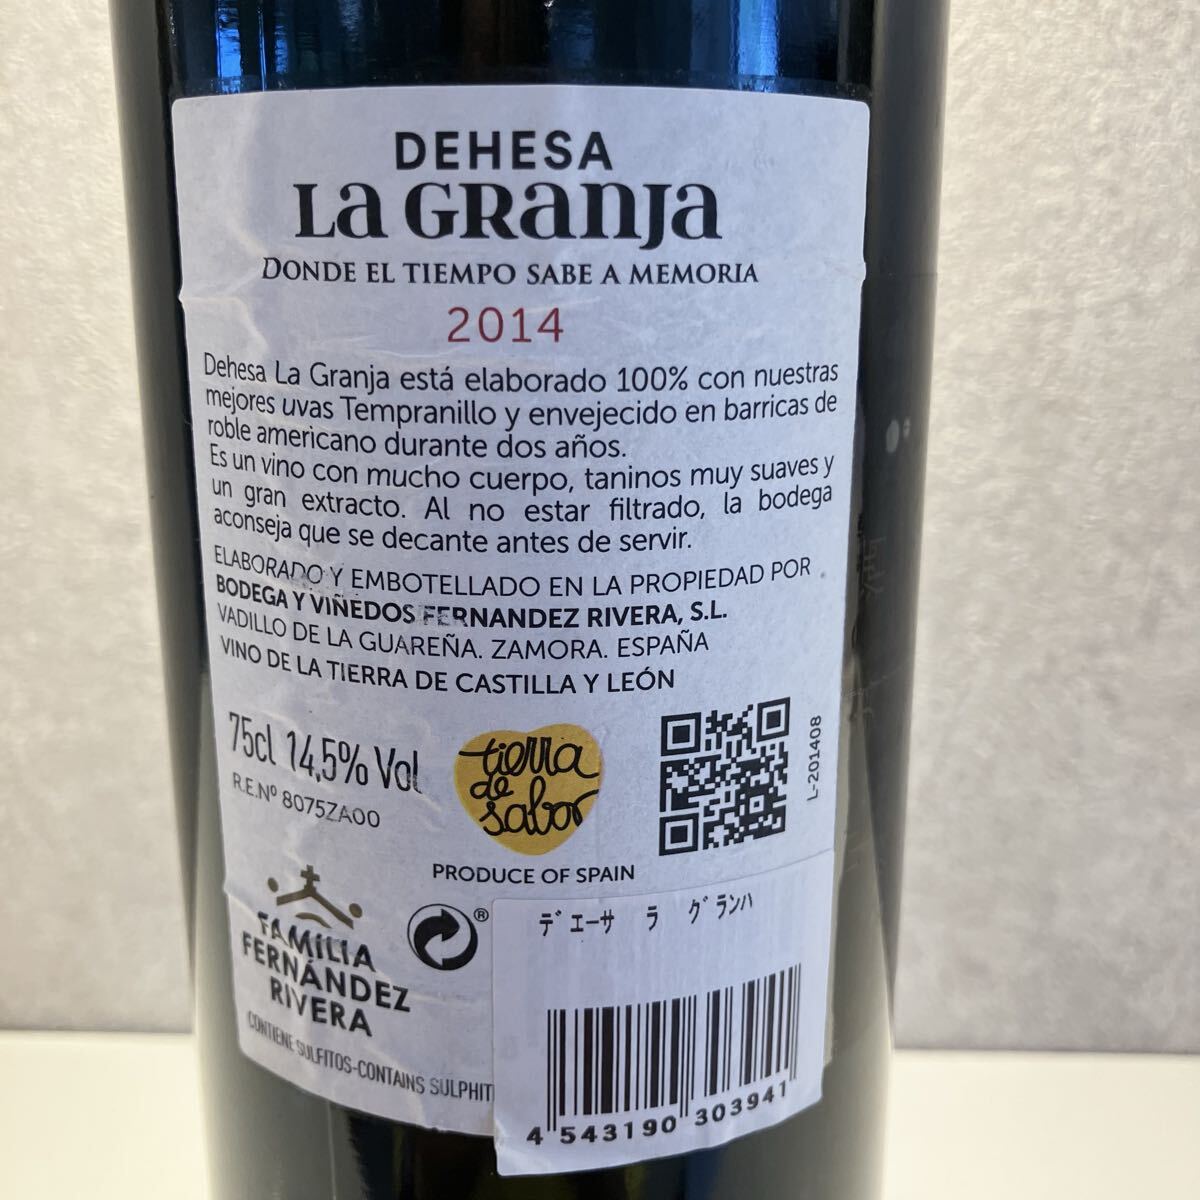 DEHESA
La GRanja
DONDE EL TIEMPO SABE A MEMORIA
2014
Dehesa La Granja está elaborado 100% con nuestras
mejores uvas Tempranillo y envejecido en barricas de
roble americano durante dos años.
Es un vino con mucho cuerpo, taninos muy suaves y
un gran extracto. Al no estar filtrado, la bodega
aconseja que se decante antes de servir.
ELABORADO Y EMBOTELLADO EN LA PROPIEDAD POR
BODEGA Y VIÑEDOS FERNANDEZ RIVERA, S.L.
VADILLO DE LA GUAREÑA. ZAMORA. ESPAÑA
VINO DE LA TIERRA DE CASTILLA Y LEÓN
75cl 14,5% Vol
R.E.Nº 8075ZA00
tierra
de
sabor
L-201408
PRODUCE OF SPAIN
FAMILIA
FERNÁNDEZ
RIVERA
®
CONTIENE SULFITOS-CONTAINS SULPHIT
ﾃﾞｴｰｻ ﾗ ｸﾞﾗﾝﾊ
4 543190 303941